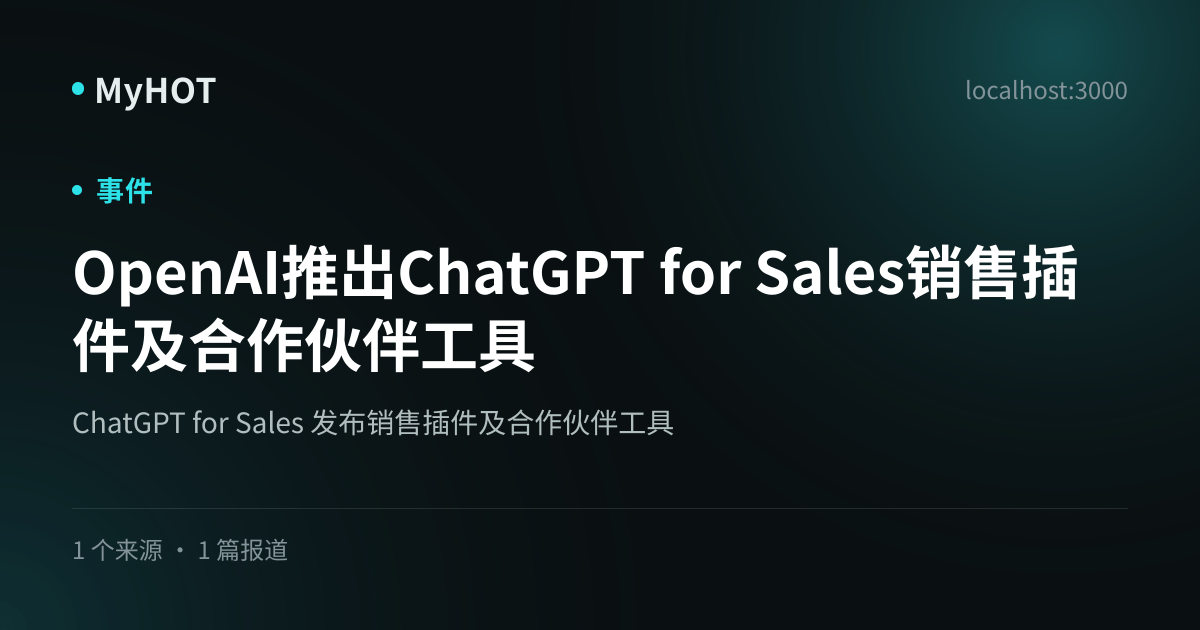 MyHOT
localhost:3000
事件
OpenAI推出ChatGPT for Sales销售插
件及合作伙伴工具
ChatGPT for Sales 发布销售插件及合作伙伴工具
1 个来源 · 1 篇报道